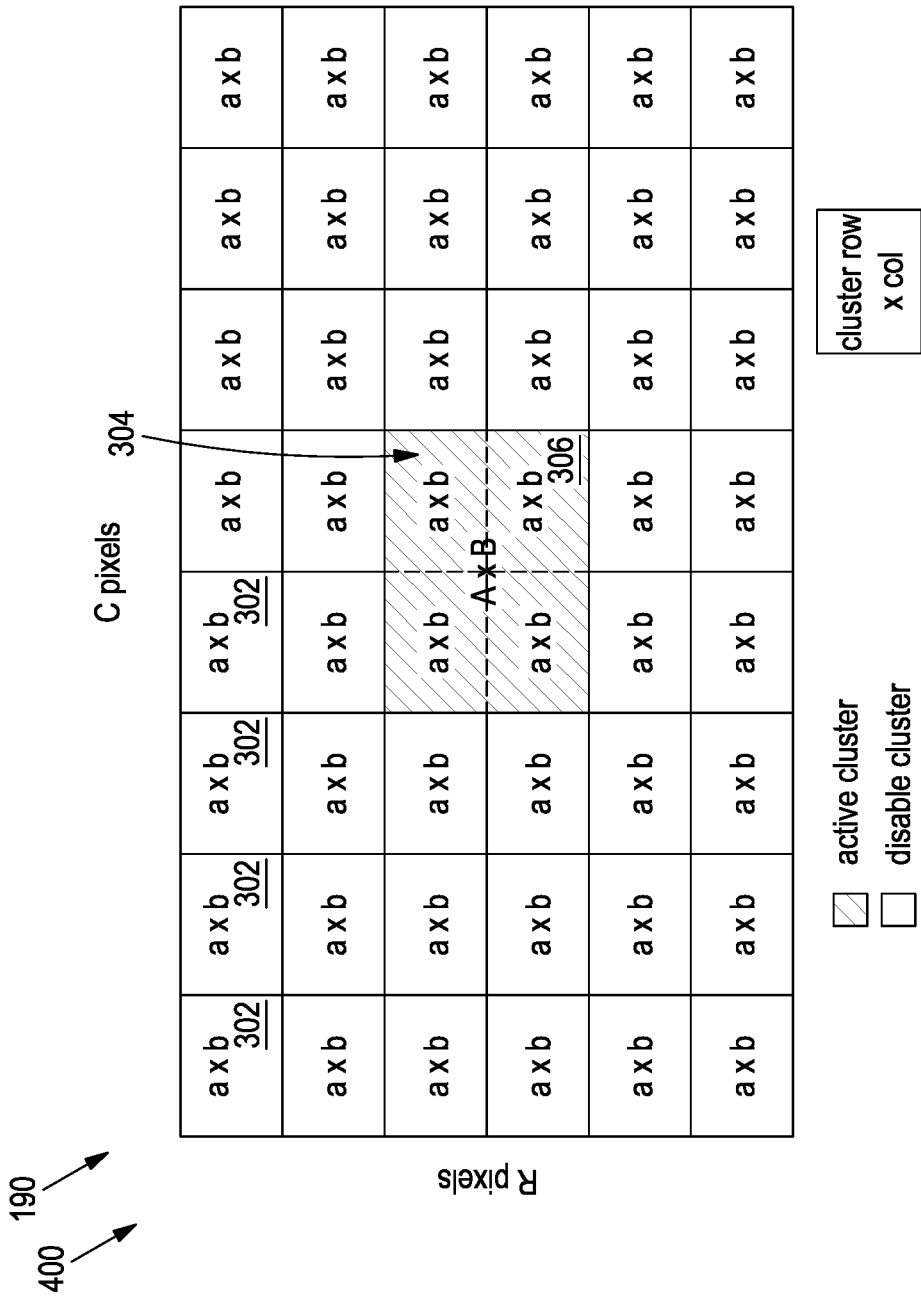 400
190
C pixels
304
R pixels
a x b a x b a x b a x b a x b a x b a x b a x b
302 302 302 302
a x b a x b a x b a x b a x b a x b a x b a x b
a x b a x b a x b a x b a x b a x b a x b a x b
A x B
a x b a x b a x b a x b a x b a x b a x b a x b
306
a x b a x b a x b a x b a x b a x b a x b a x b
a x b a x b a x b a x b a x b a x b a x b a x b
active cluster
disable cluster
cluster row
x col